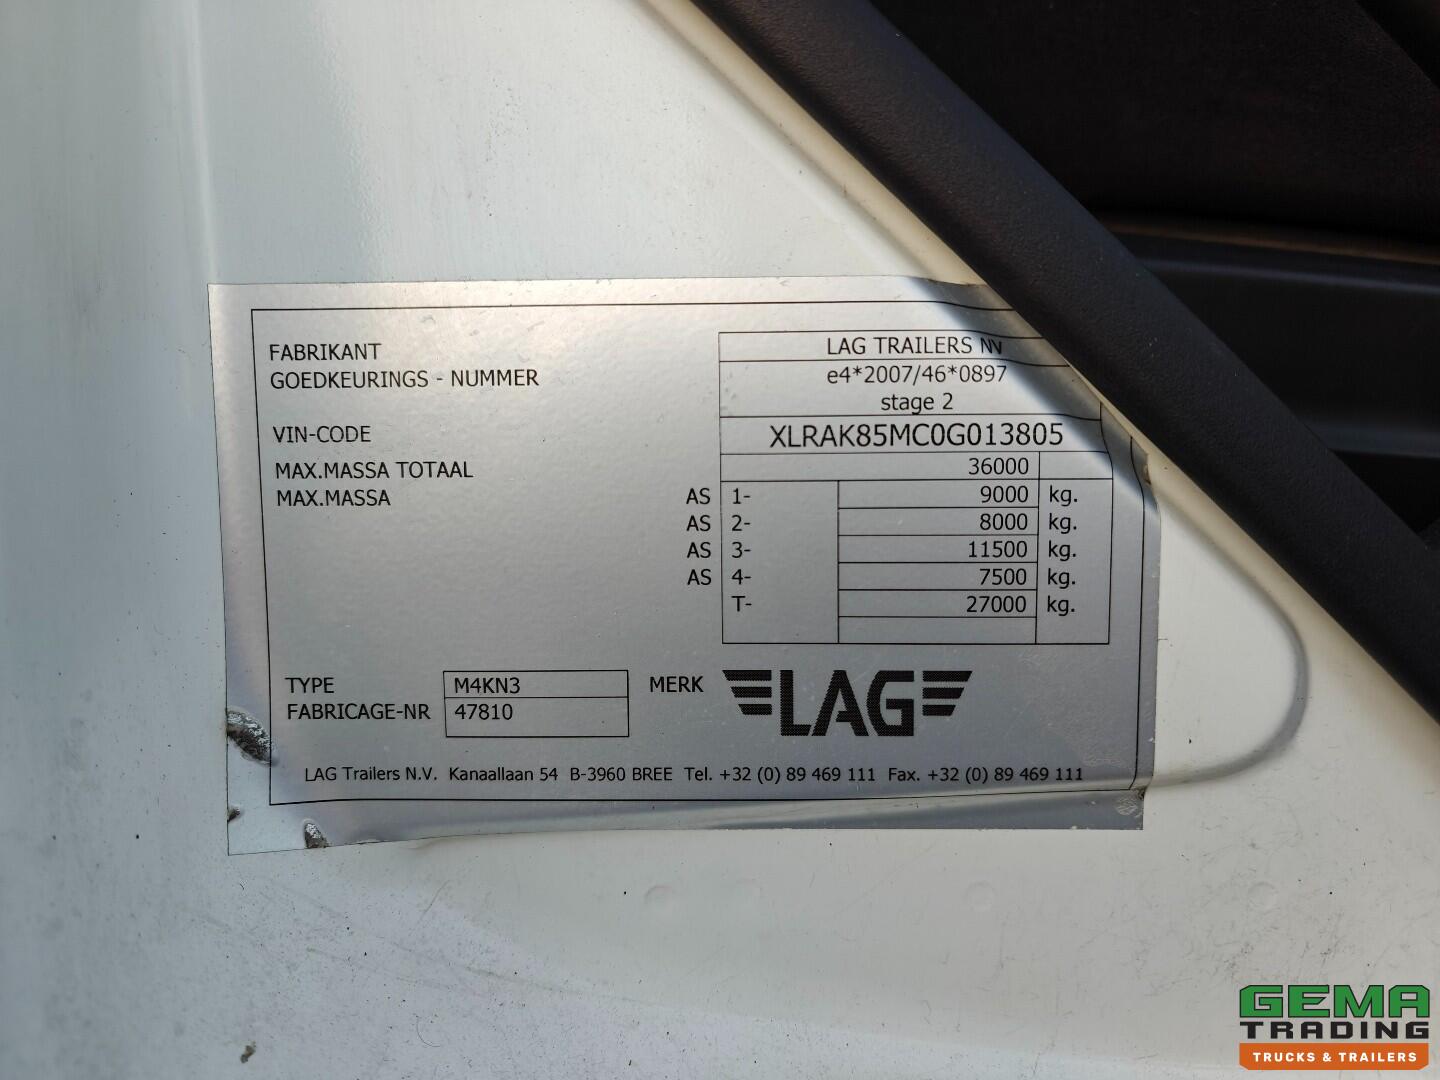 FABRIKANT LAG TRAILERS NV
GOEDKEURINGS - NUMMER e4*2007/46*0897
stage 2
VIN-CODE XLRAK85MC0G013805
MAX.MASSA TOTAAL 36000
MAX.MASSA AS 1- 9000 kg.
AS 2- 8000 kg.
AS 3- 11500 kg.
AS 4- 7500 kg.
T- 27000 kg.
TYPE M4KN3 MERK LAG
FABRICAGE-NR 47810
LAG Trailers N.V. Kanaallaan 54 B-3960 BREE Tel. +32 (0) 89 469 111 Fax. +32 (0) 89 469 111
GEMA
TRADING
TRUCKS & TRAILERS